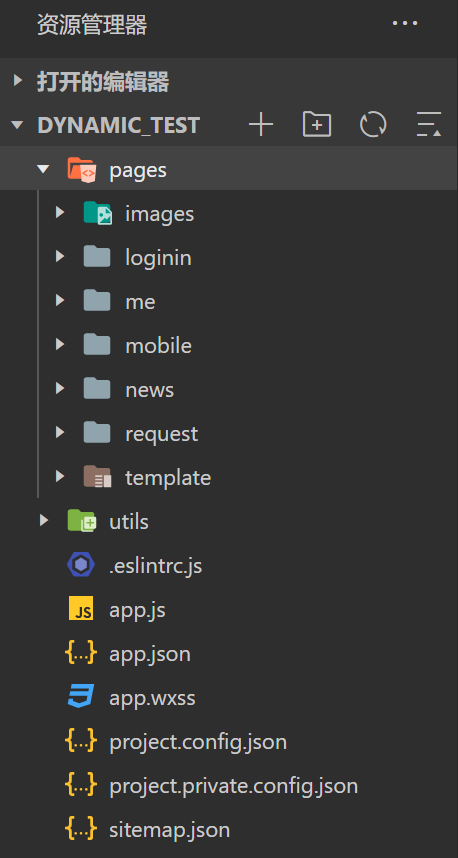 资源管理器
打开的编辑器
DYNAMIC_TEST
pages
images
loginin
me
mobile
news
request
template
utils
.eslintrc.js
JS app.js
{...} app.json
app.wxss
{...} project.config.json
{...} project.private.config.json
{...} sitemap.json